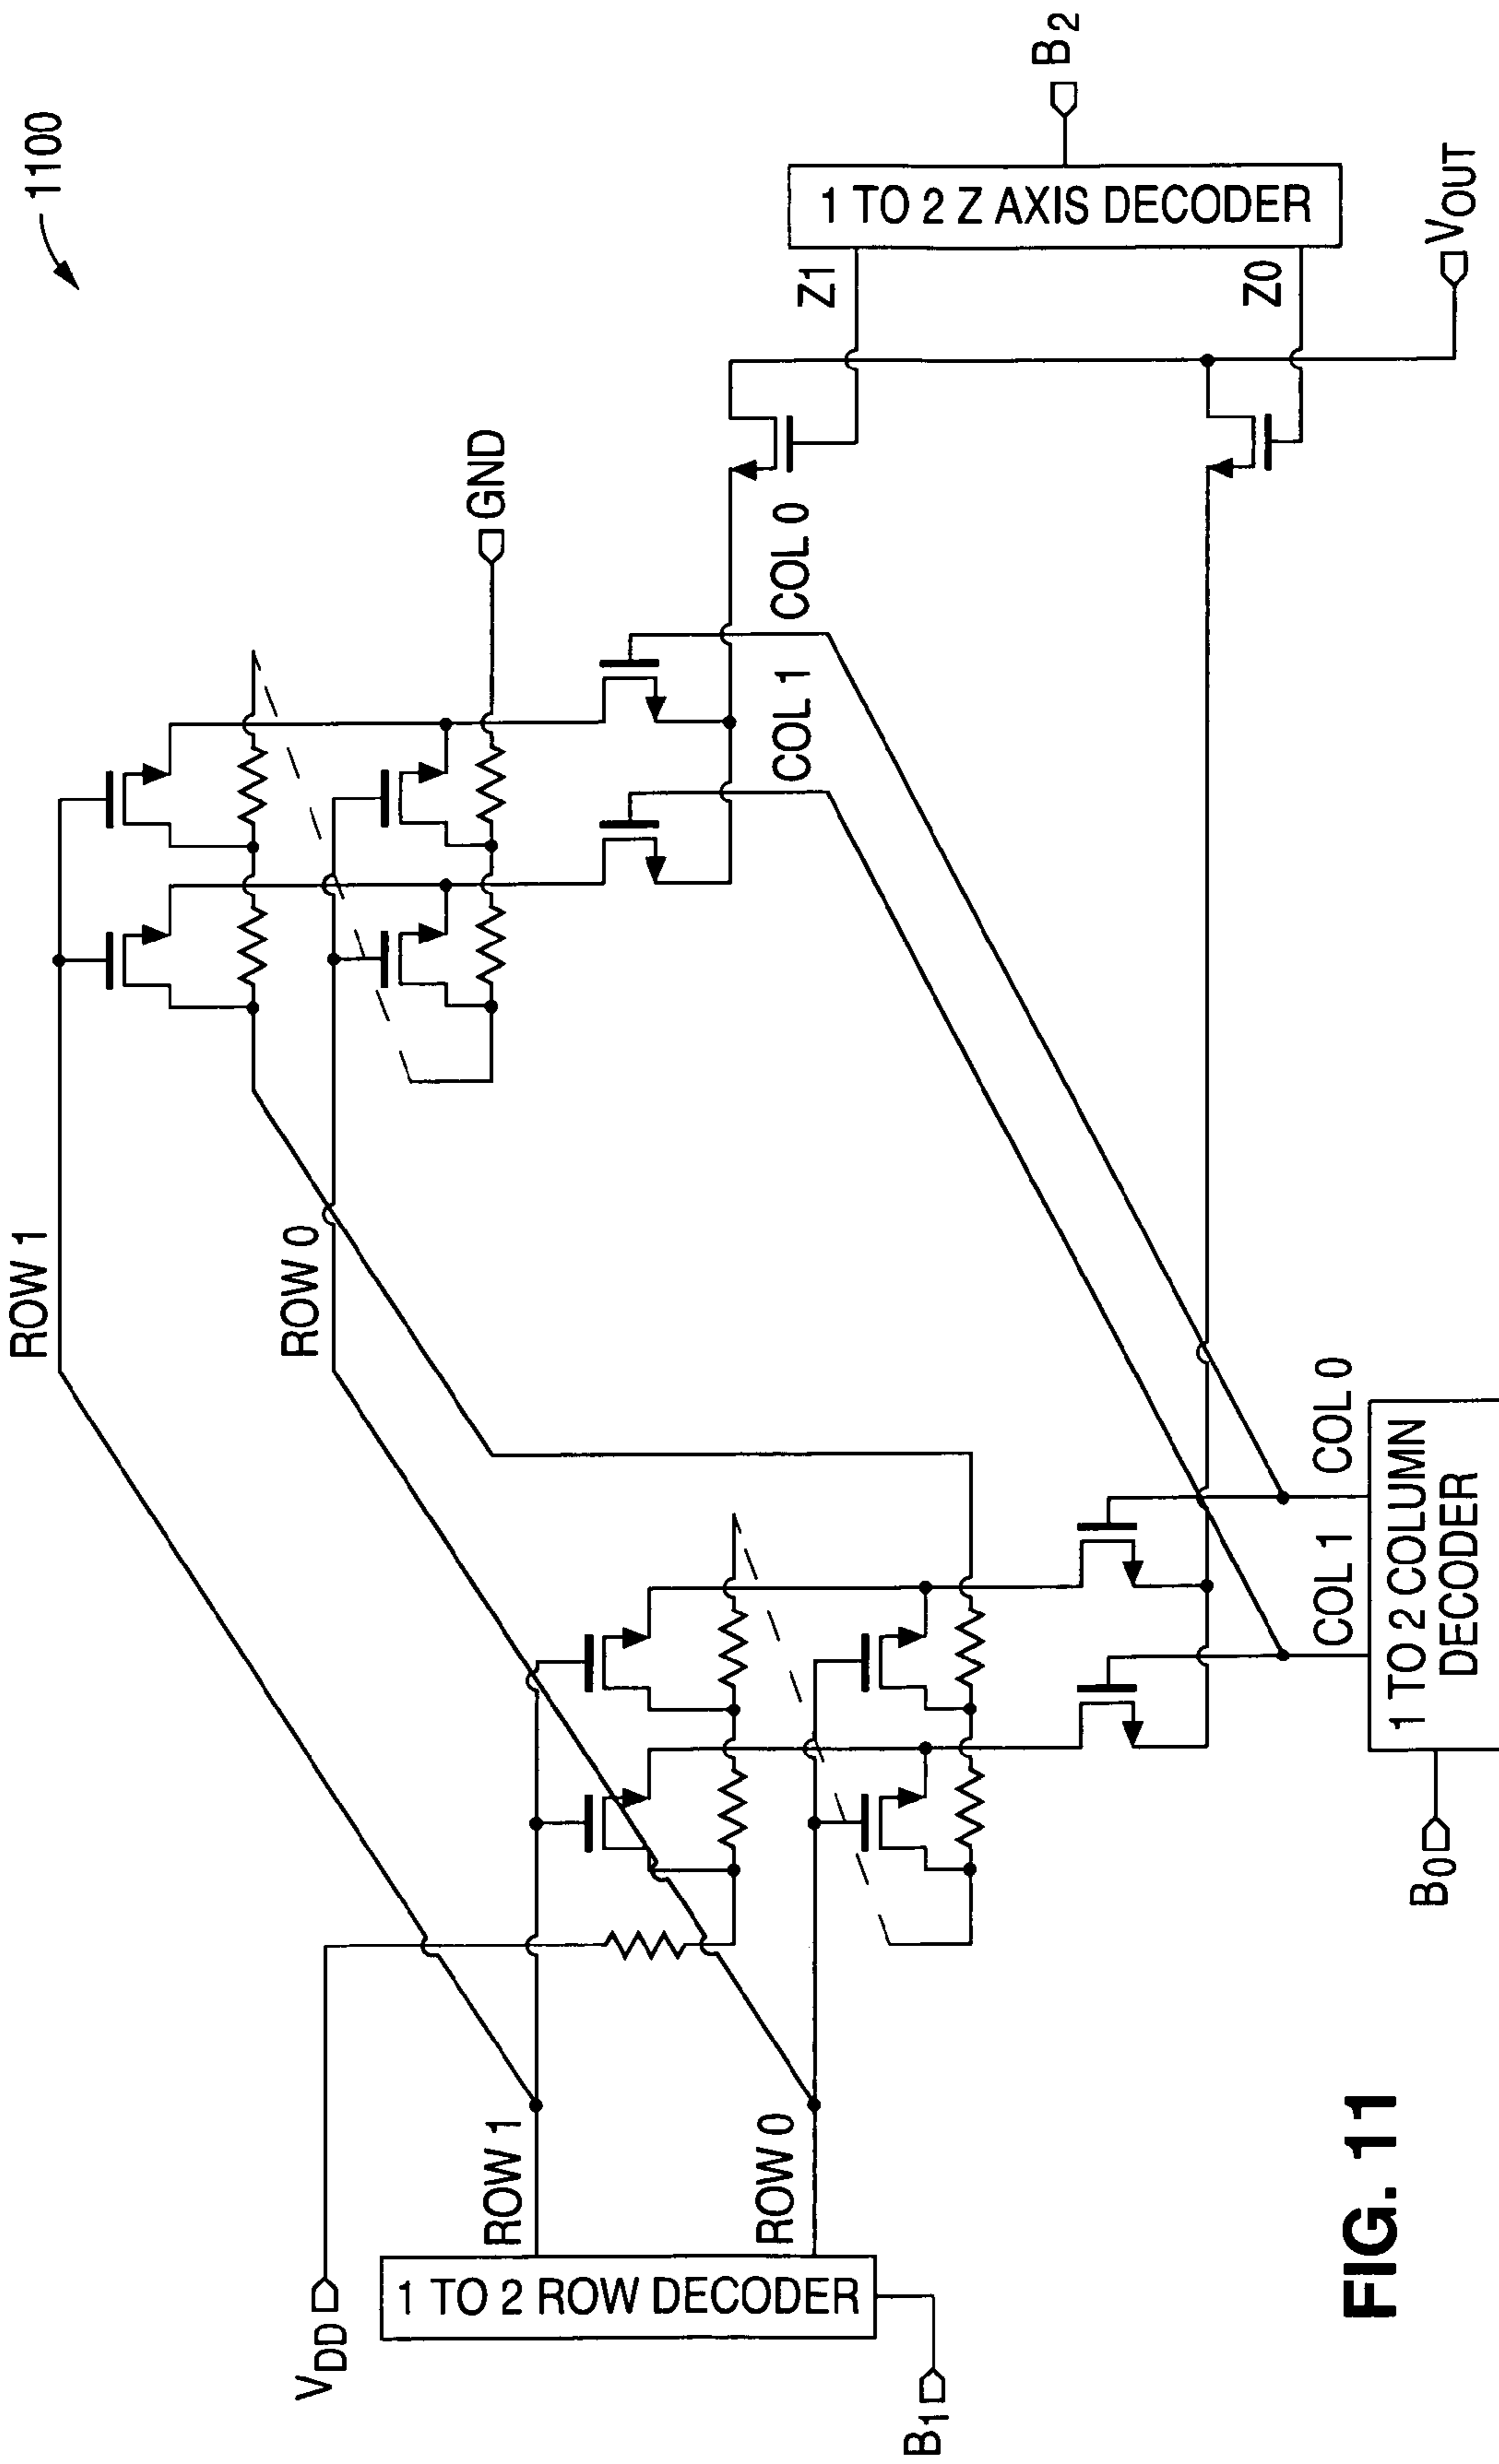 1100
ROW 1
ROW 0
GND
COL 1
COL 0
Z1
Z0
1 TO 2 Z AXIS DECODER
B2
VOUT
VDD
1 TO 2 ROW DECODER
B1
ROW 1
ROW 0
COL 1
COL 0
1 TO 2 COLUMN
DECODER
B0
FIG. 11